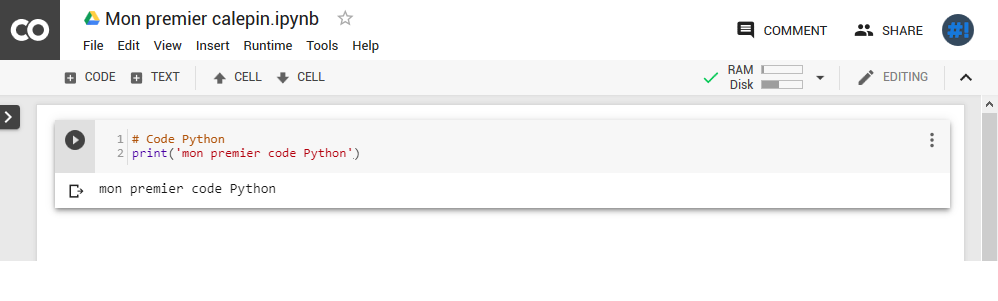 CO Mon premier calepin.ipynb
File Edit View Insert Runtime Tools Help
COMMENT SHARE #!
CODE TEXT CELL CELL
RAM
Disk
EDITING
1 # Code Python
2 print('mon premier code Python')
mon premier code Python